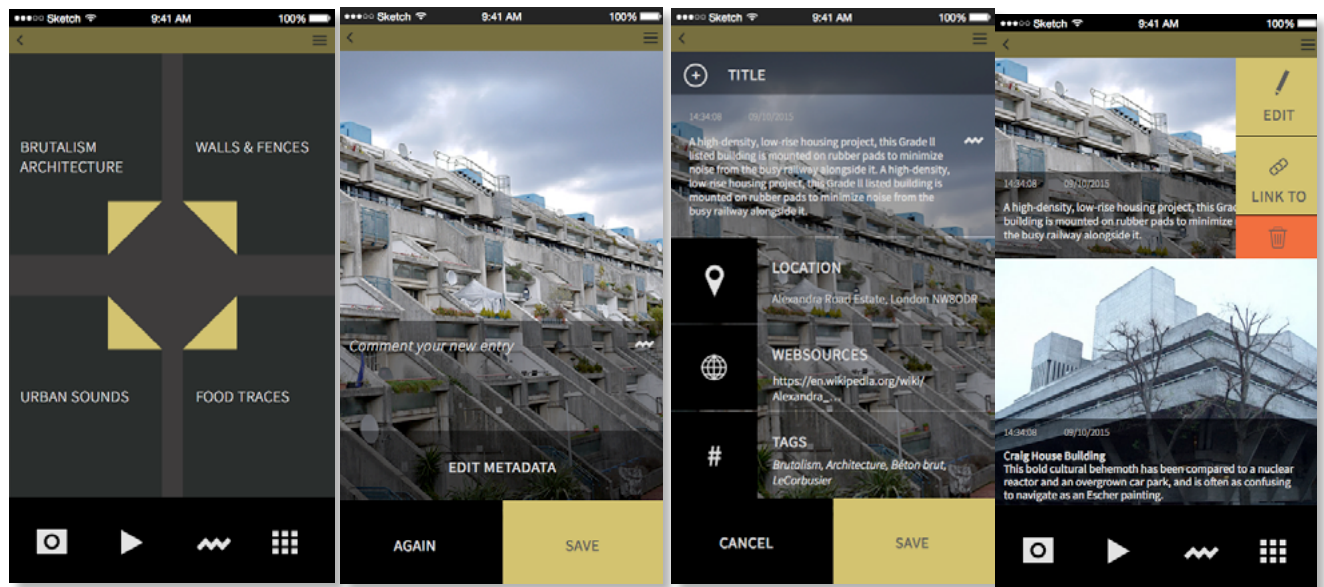 Sketch 9:41 AM 100%
BRUTALISM
ARCHITECTURE
WALLS & FENCES
URBAN SOUNDS
FOOD TRACES
Sketch 9:41 AM 100%
Comment your new entry
EDIT METADATA
AGAIN
SAVE
Sketch 9:41 AM 100%
+ TITLE
14:34:08 09/10/2015
A high-density, low-rise housing project, this Grade II
listed building is mounted on rubber pads to minimize
noise from the busy railway alongside it. A high-density,
low-rise housing project, this Grade II listed building is
mounted on rubber pads to minimize noise from the
busy railway alongside it.
LOCATION
Alexandra Road Estate, London NW8ODR
WEBSOURCES
https://en.wikipedia.org/wiki/
Alexandra_...
# TAGS
Brutalism, Architecture, Béton brut,
LeCorbusier
CANCEL
SAVE
Sketch 9:41 AM 100%
EDIT
LINK TO
14:34:08 09/10/2015
A high-density, low-rise housing project, this Grad
building is mounted on rubber pads to minimize
the busy railway alongside it.
14:34:08 09/10/2015
Craig House Building
This bold cultural behemoth has been compared to a nuclear
reactor and an overgrown car park, and is often as confusing
to navigate as an Escher painting.